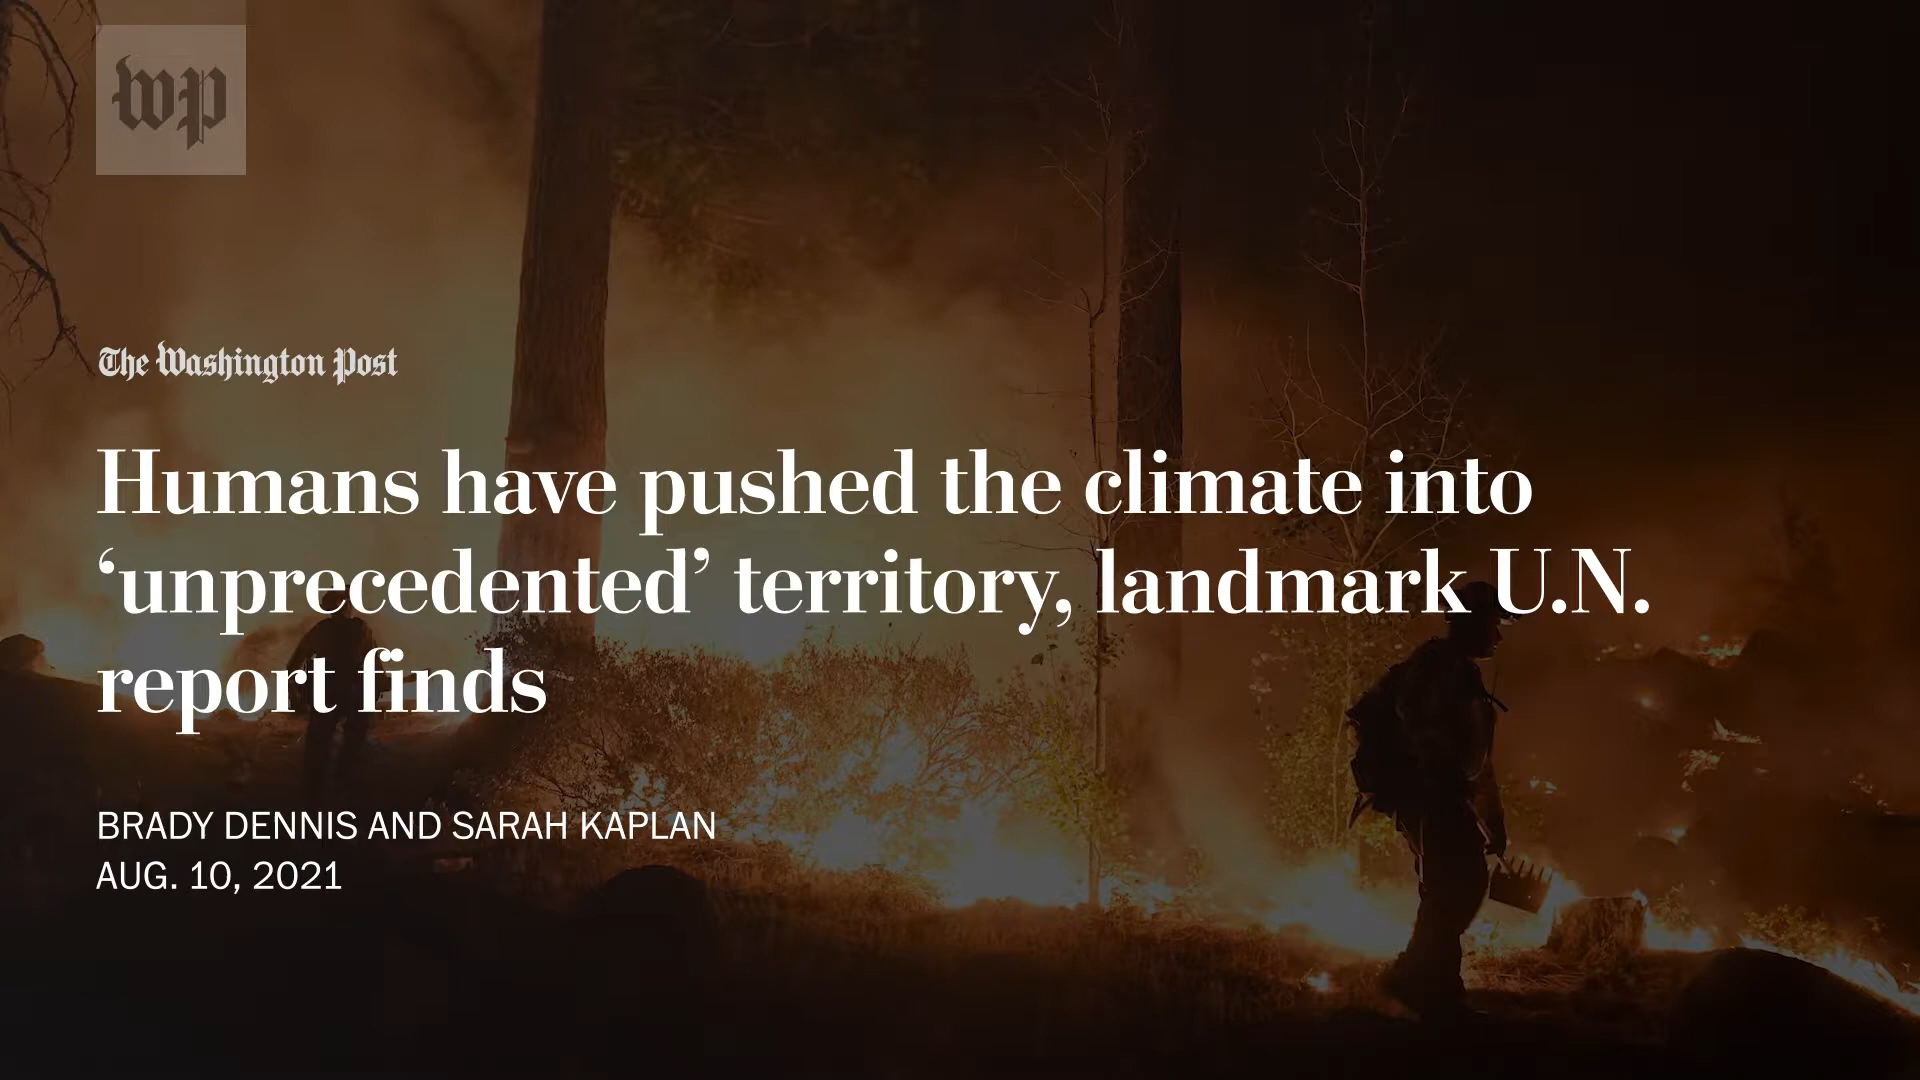 wp
The Washington Post
Humans have pushed the climate into
‘unprecedented’ territory, landmark U.N.
report finds
BRADY DENNIS AND SARAH KAPLAN
AUG. 10, 2021